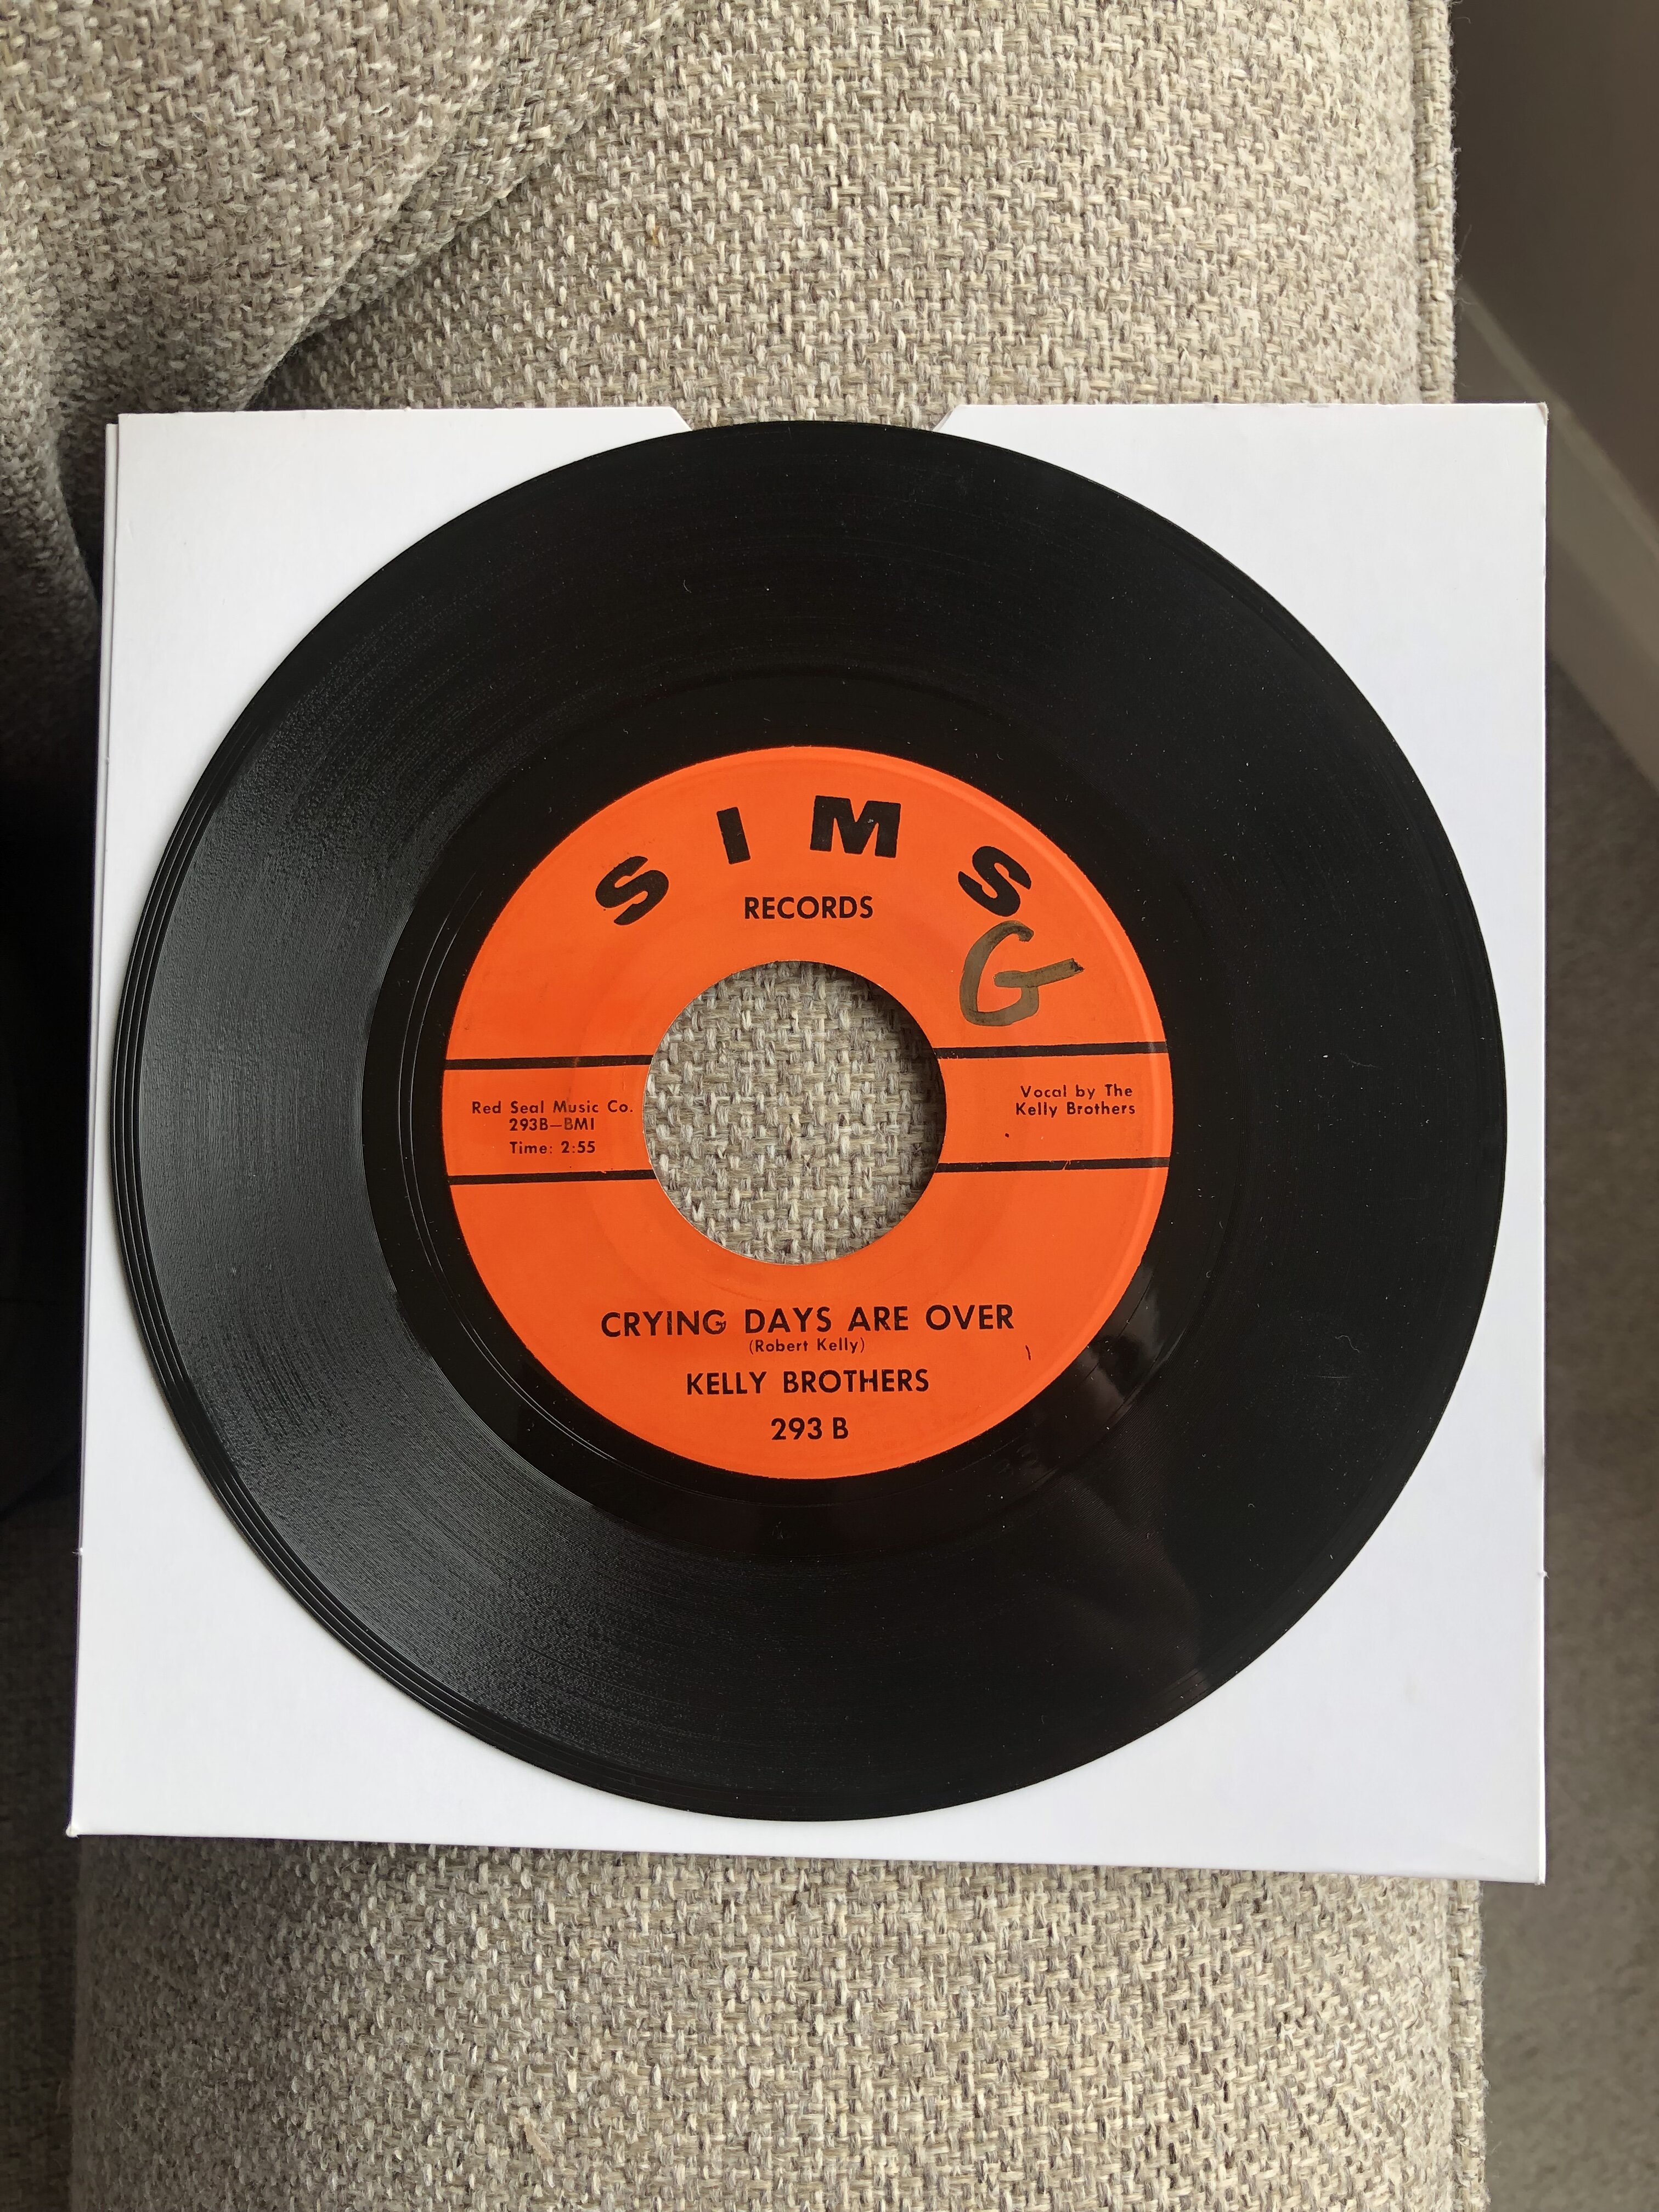 SIMS
RECORDS
G
Red Seal Music Co.
293B—BMI
Time: 2:55
Vocal by The
Kelly Brothers
CRYING DAYS ARE OVER
(Robert Kelly)
KELLY BROTHERS
293 B